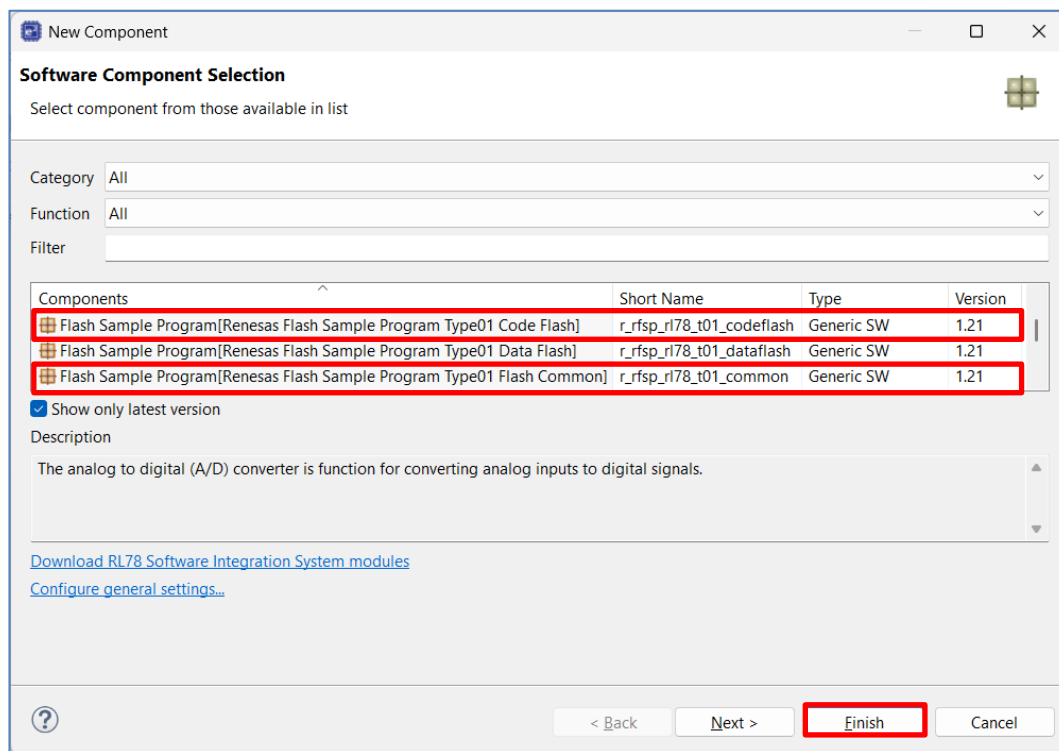 New Component
Software Component Selection
Select component from those available in list
Category All
Function All
Filter
Components Short Name Type Version
Flash Sample Program[Renesas Flash Sample Program Type01 Code Flash] r_rfsp_rl78_t01_codeflash Generic SW 1.21
Flash Sample Program[Renesas Flash Sample Program Type01 Data Flash] r_rfsp_rl78_t01_dataflash Generic SW 1.21
Flash Sample Program[Renesas Flash Sample Program Type01 Flash Common] r_rfsp_rl78_t01_common Generic SW 1.21
Show only latest version
Description
The analog to digital (A/D) converter is function for converting analog inputs to digital signals.
Download RL78 Software Integration System modules
Configure general settings...
? < Back Next > Finish Cancel